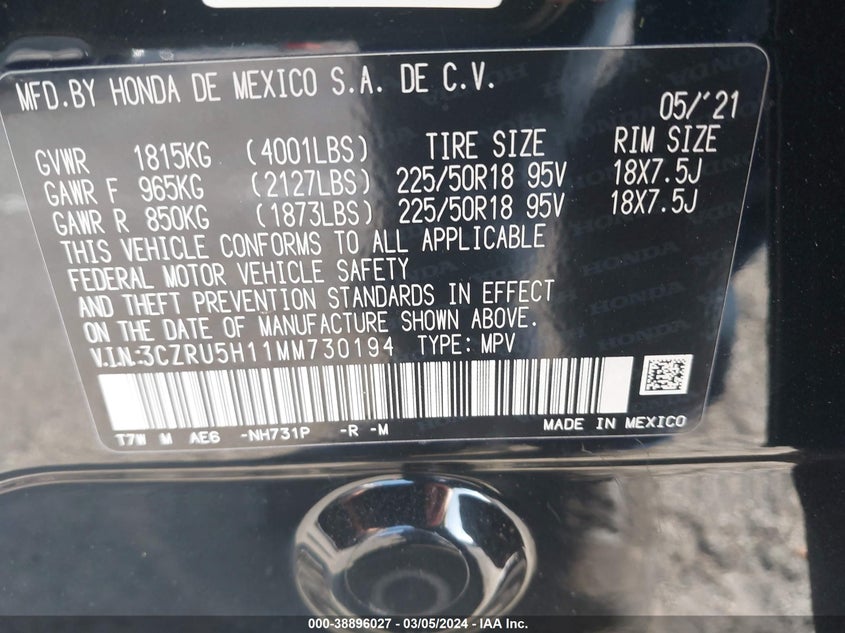 MFD.BY HONDA DE MEXICO S.A. DE C.V.
05/'21
GVWR 1815KG (4001LBS) TIRE SIZE RIM SIZE
GAWR F 965KG (2127LBS) 225/50R18 95V 18X7.5J
GAWR R 850KG (1873LBS) 225/50R18 95V 18X7.5J
THIS VEHICLE CONFORMS TO ALL APPLICABLE
FEDERAL MOTOR VEHICLE SAFETY
AND THEFT PREVENTION STANDARDS IN EFFECT
ON THE DATE OF MANUFACTURE SHOWN ABOVE.
V.I.N.:3CZRU5H11MM730194 TYPE: MPV
T7W M AE6 -NH731P -R -M MADE IN MEXICO
000-38896027 - 03/05/2024 - IAA Inc.